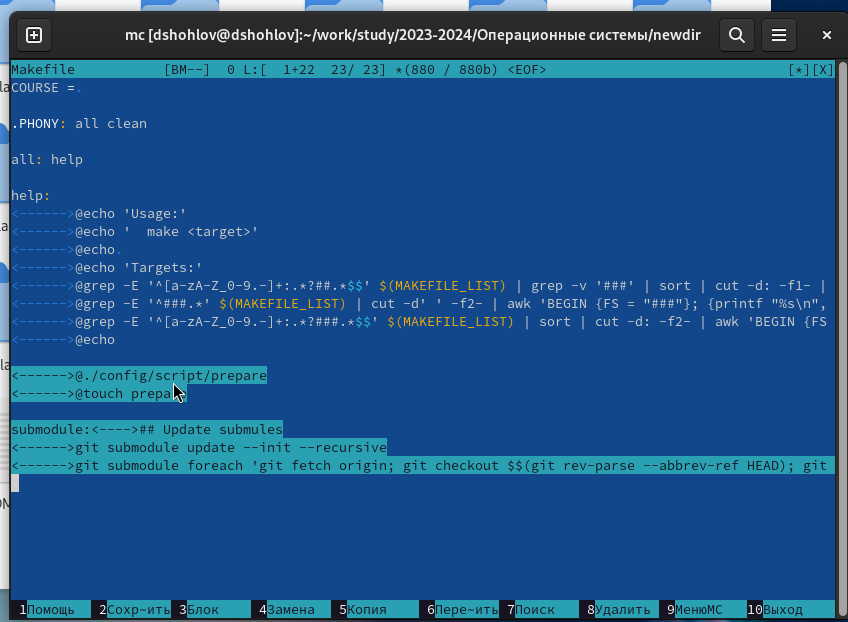 mc [dshohlov@dshohlov]:~/work/study/2023-2024/Операционные системы/newdir
Makefile [BM--] 0 L:[ 1+22 23/ 23] *(880 / 880b) <EOF> [*][X]
COURSE =.
.PHONY: all clean
all: help
help:
<------>@echo 'Usage:'
<------>@echo '  make <target>'
<------>@echo.
<------>@echo 'Targets:'
<------>@grep -E '^[a-zA-Z_0-9.-]+:.*?##.*$$' $(MAKEFILE_LIST) | grep -v '###' | sort | cut -d: -f1- |
<------>@grep -E '^###.*' $(MAKEFILE_LIST) | cut -d' ' -f2- | awk 'BEGIN {FS = "###"}; {printf "%s\n",
<------>@grep -E '^[a-zA-Z_0-9.-]+:.*?###.*$$' $(MAKEFILE_LIST) | sort | cut -d: -f2- | awk 'BEGIN {FS
<------>@echo
<------>@./config/script/prepare
<------>@touch prepa
submodule:<---->## Update submules
<------>git submodule update --init --recursive
<------>git submodule foreach 'git fetch origin; git checkout $$(git rev-parse --abbrev-ref HEAD); git
1Помощь 2Сохр~ить 3Блок 4Замена 5Копия 6Пере~ить 7Поиск 8Удалить 9МенюМС 10Выход